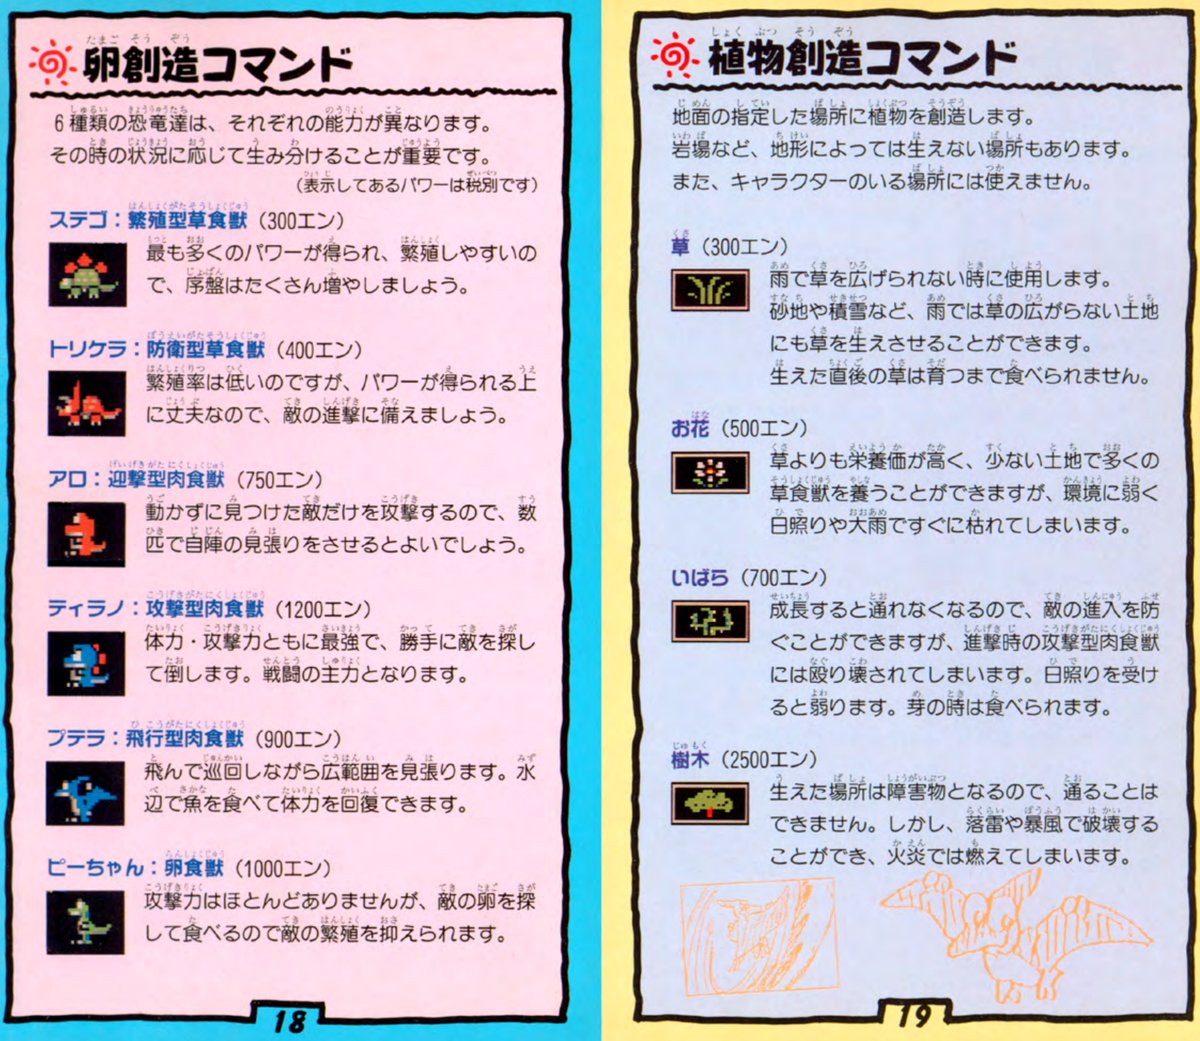 卵創造コマンド
6種類の恐竜達は、それぞれの能力が異なります。
その時の状況に応じて生み分けることが重要です。
(表示してあるパワーは税別です)
ステゴ：繁殖型草食獣(300エン)
最も多くのパワーが得られ、繁殖しやすいの
で、序盤はたくさん増やしましょう。
トリケラ：防衛型草食獣(400エン)
繁殖率は低いのですが、パワーが得られる上
に丈夫なので、敵の進撃に備えましょう。
アロ：迎撃型肉食獣(750エン)
動かずに見つけた敵だけを攻撃するので、数
匹で自陣の見張りをさせるとよいでしょう。
ティラノ：攻撃型肉食獣(1200エン)
体力・攻撃力ともに最強で、勝手に敵を探し
て倒します。戦闘の主力となります。
プテラ：飛行型肉食獣(900エン)
飛んで巡回しながら広範囲を見張ります。水
辺で魚を食べて体力を回復できます。
ピーちゃん：卵食獣(1000エン)
攻撃力はほとんどありませんが、敵の卵を探
して食べるので敵の繁殖を抑えられます。
18
植物創造コマンド
地面の指定した場所に植物を創造します。
岩場など、地形によっては生えない場所もあります。
また、キャラクターのいる場所には使えません。
草(300エン)
雨で草を広げられない時に使用します。
砂地や積雪など、雨では草の広がらない土地
にも草を生えさせることができます。
生えた直後の草は育つまで食べられません。
お花(500エン)
草よりも栄養価が高く、少ない土地で多くの
草食獣を養うことができますが、環境に弱く
日照りや大雨ですぐに枯れてしまいます。
いばら(700エン)
成長すると通れなくなるので、敵の進入を防
ぐことができますが、進撃時の攻撃型肉食獣
には殴り壊されてしまいます。日照りを受け
ると弱ります。芽の時は食べられます。
樹木(2500エン)
生えた場所は障害物となるので、通ることは
できません。しかし、落雷や暴風で破壊する
ことができ、火炎では燃えてしまいます。
19